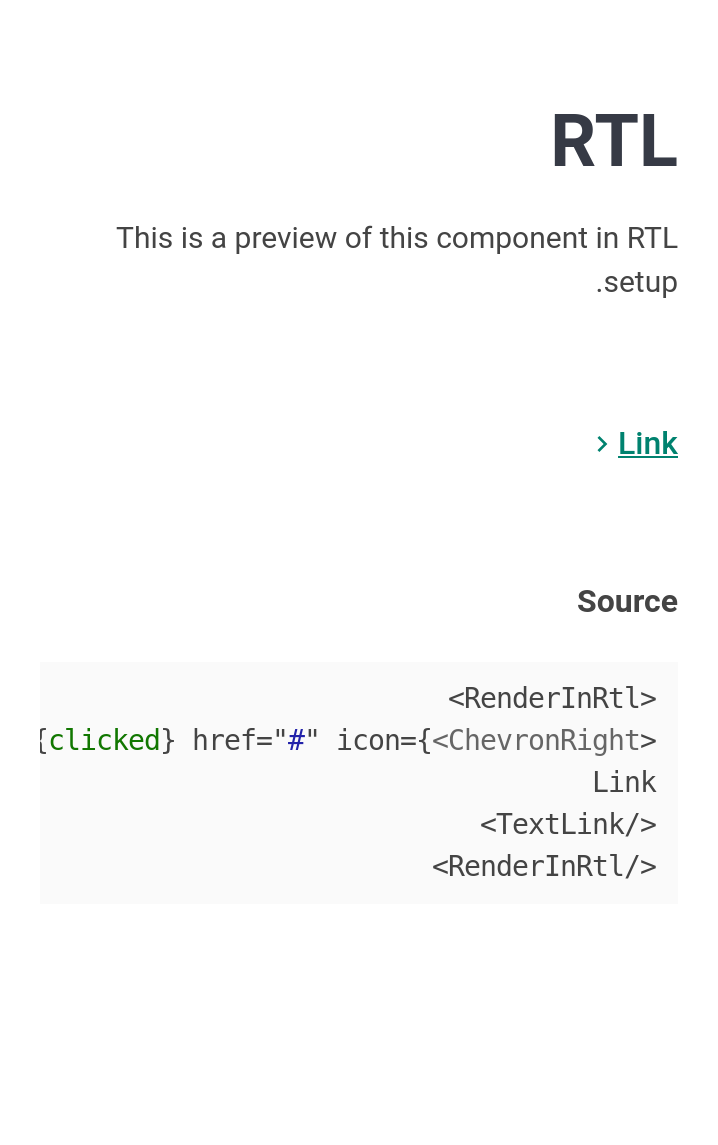 RTL
This is a preview of this component in RTL
.setup
Link
Source
<RenderInRtl>
{clicked} href="#" icon={<ChevronRight>
Link
<TextLink/>
<RenderInRtl/>